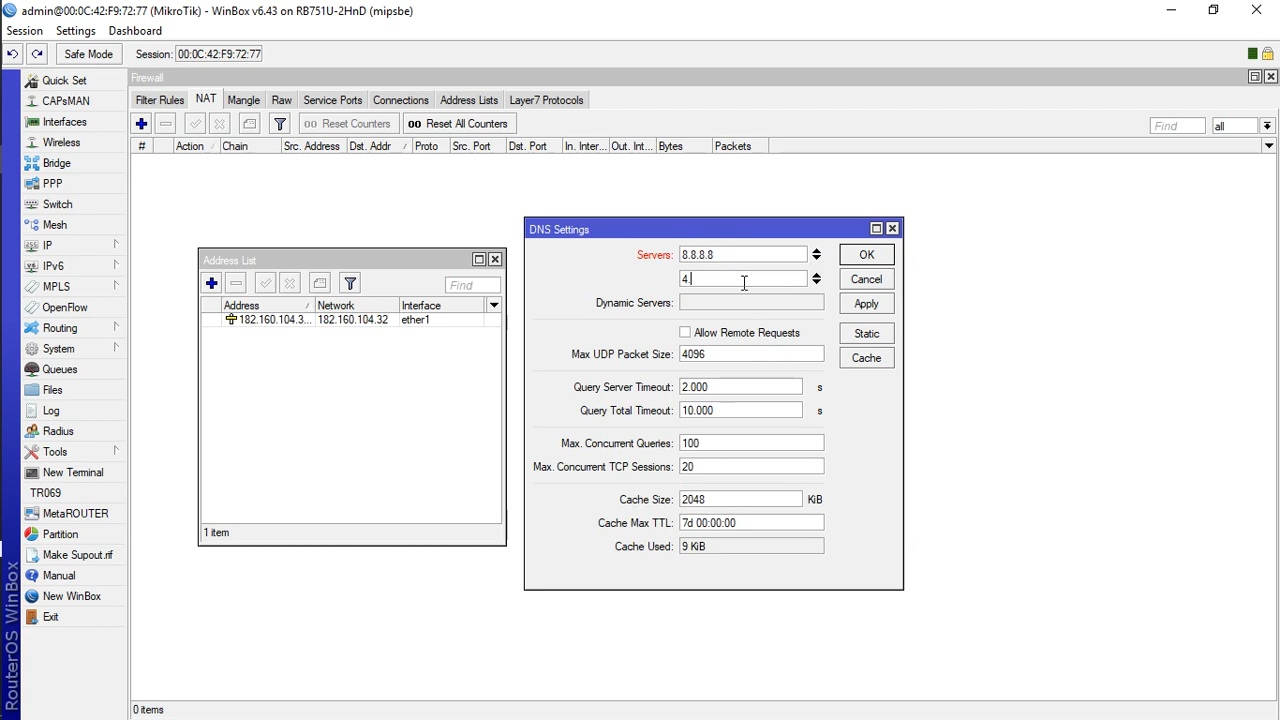 admin@00:0C:42:F9:72:77 (MikroTik) - WinBox v6.43 on RB751U-2HnD (mipsbe)
Session Settings Dashboard
Safe Mode Session: 00:0C:42:F9:72:77
Quick Set
CAPsMAN
Interfaces
Wireless
Bridge
PPP
Switch
Mesh
IP
IPv6
MPLS
OpenFlow
Routing
System
Queues
Files
Log
Radius
Tools
New Terminal
TR069
MetaROUTER
Partition
Make Supout.rif
Manual
New WinBox
Exit
RouterOS WinBox
Firewall
Filter Rules NAT Mangle Raw Service Ports Connections Address Lists Layer7 Protocols
00 Reset Counters 00 Reset All Counters Find all
# Action Chain Src. Address Dst. Addr Proto Src. Port Dst. Port In. Inter... Out. Int... Bytes Packets
Address List
Find
Address Network Interface
182.160.104.3... 182.160.104.32 ether1
1 item
DNS Settings
Servers: 8.8.8.8 OK
4. Cancel
Dynamic Servers: Apply
Allow Remote Requests Static
Max UDP Packet Size: 4096 Cache
Query Server Timeout: 2.000 s
Query Total Timeout: 10.000 s
Max. Concurrent Queries: 100
Max. Concurrent TCP Sessions: 20
Cache Size: 2048 KiB
Cache Max TTL: 7d 00:00:00
Cache Used: 9 KiB
0 items